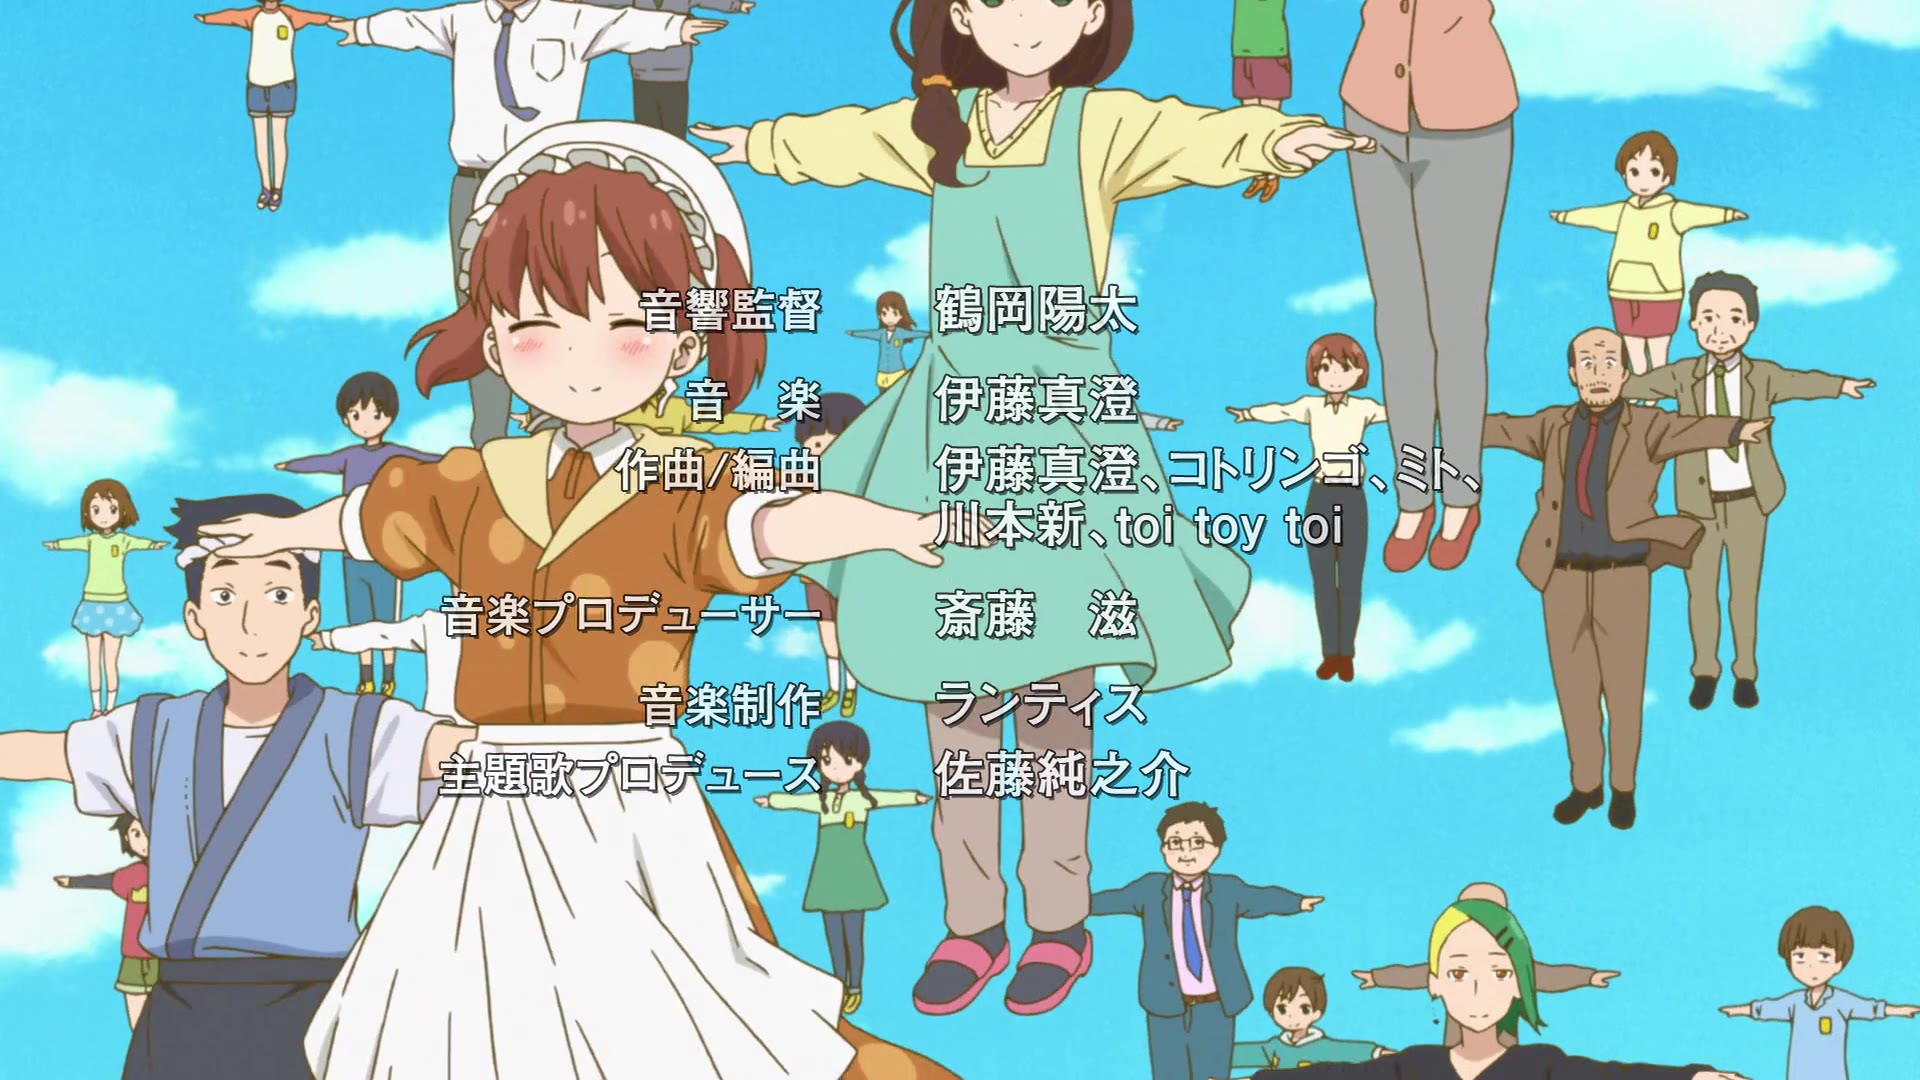 音響監督　鶴岡陽太
音　楽　伊藤真澄
作曲/編曲　伊藤真澄、コトリンゴ、ミト、
川本新、toi toy toi
音楽プロデューサー　斎藤　滋
音楽制作　ランティス
主題歌プロデュース　佐藤純之介